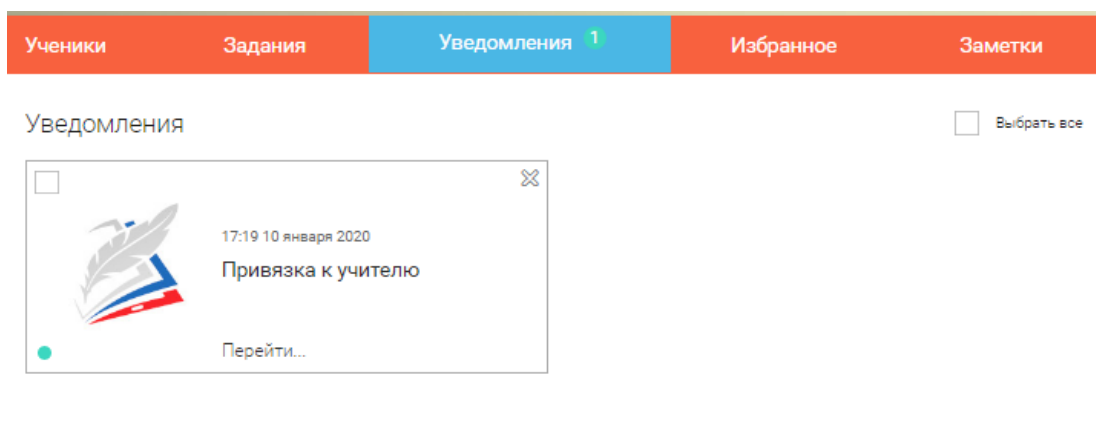 Ученики Задания Уведомления 1 Избранное Заметки
Уведомления Выбрать все
17:19 10 января 2020
Привязка к учителю
Перейти...